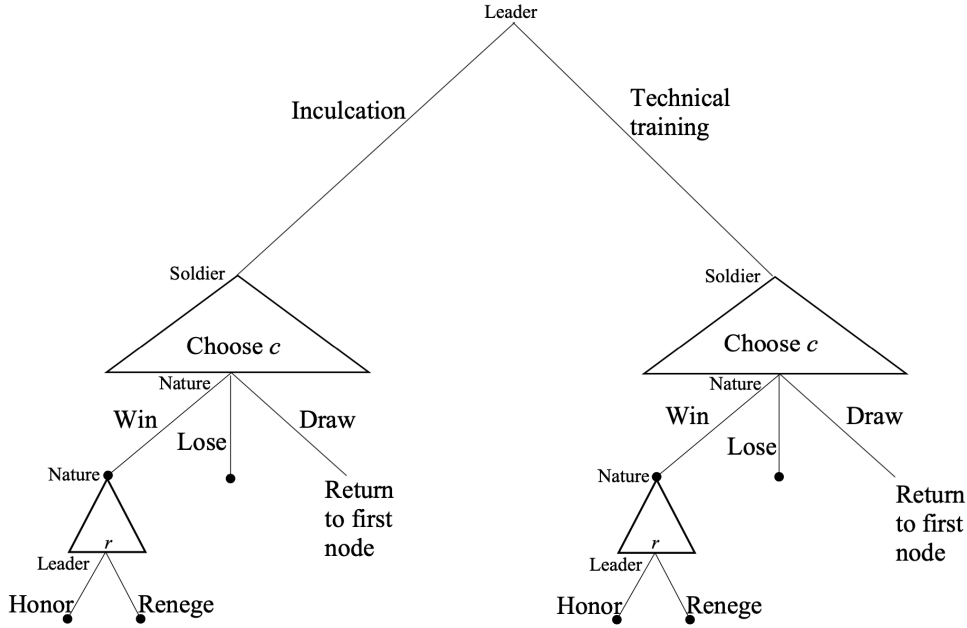 Leader
Inculcation
Technical
training
Soldier
Soldier
Choose c
Choose c
Nature
Nature
Win
Lose
Draw
Win
Lose
Draw
Nature
Nature
Return
to first
node
Return
to first
node
r
r
Leader
Leader
Honor
Renege
Honor
Renege